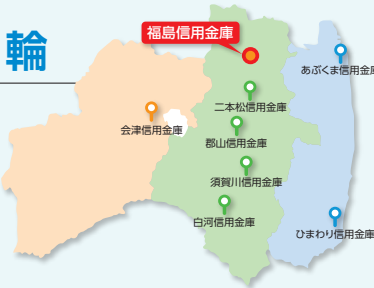 輪
福島信用金庫
あぶくま信用金庫
二本松信用金庫
会津信用金庫
郡山信用金庫
須賀川信用金庫
白河信用金庫
ひまわり信用金庫